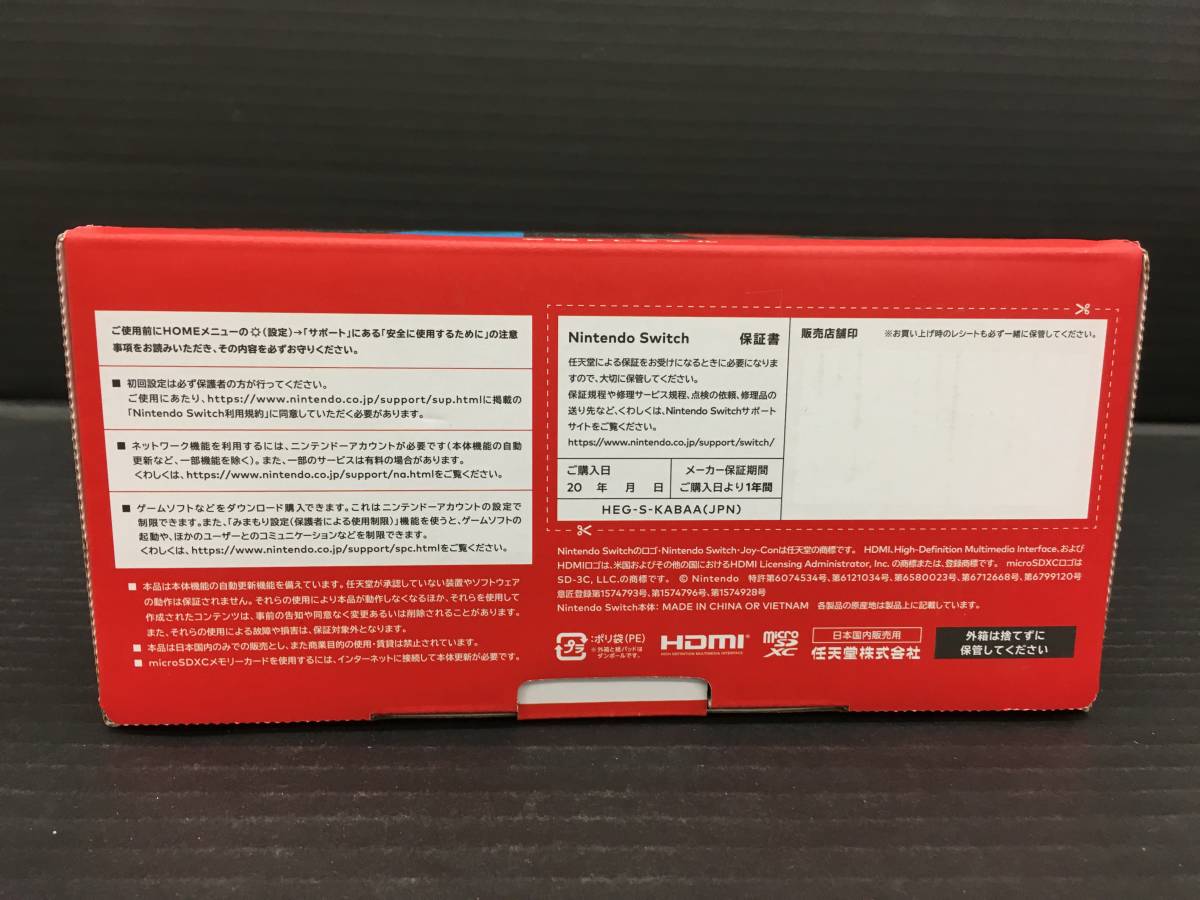 ご使用前にHOMEメニューの(設定)→「サポート」にある「安全に使用するために」の注意
事項をお読みいただき、その内容を必ずお守りください。
■ 初回設定は必ず保護者の方が行ってください。
ご使用にあたり、https://www.nintendo.co.jp/support/sup.htmlに掲載の
「Nintendo Switch利用規約」に同意していただく必要があります。
■ ネットワーク機能を利用するには、ニンテンドーアカウントが必要です(本体機能の自動
更新など、一部機能を除く)。また、一部のサービスは有料の場合があります。
くわしくは、https://www.nintendo.co.jp/support/na.htmlをご覧ください。
■ ゲームソフトなどをダウンロード購入できます。これはニンテンドーアカウントの設定で
制限できます。また、「みまもり設定(保護者による使用制限)」機能を使うと、ゲームソフトの
起動や、ほかのユーザーとのコミュニケーションなどを制限できます。
くわしくは、https://www.nintendo.co.jp/support/spc.htmlをご覧ください。
■ 本品は本体機能の自動更新機能を備えています。任天堂が承認していない装置やソフトウェア
の動作は保証されません。それらの使用により本品が動作しなくなるほか、それらを使用して
作成されたコンテンツは、事前の告知や同意なく変更あるいは削除されることがあります。
また、それらの使用による故障や損害は、保証対象外となります。
■ 本品は日本国内のみでの販売とし、また商業目的の使用・賃貸は禁止されています。
■ microSDXCメモリーカードを使用するには、インターネットに接続して本体更新が必要です。
Nintendo Switch 保証書
任天堂による保証をお受けになるときに必要になりま
すので、大切に保管してください。
保証規程や修理サービス規程、点検の依頼、修理品の
送り先など、くわしくは、Nintendo Switchサポート
サイトをご覧ください。
https://www.nintendo.co.jp/support/switch/
ご購入日 メーカー保証期間
20 年 月 日 ご購入日より1年間
HEG-S-KABAA(JPN)
販売店舗印 ※お買い上げ時のレシートも必ず一緒に保管してください。
Nintendo Switchのロゴ・Nintendo Switch・Joy-Conは任天堂の商標です。 HDMI、High-Definition Multimedia Interface、および
HDMIロゴは、米国およびその他の国におけるHDMI Licensing Administrator, Inc. の商標または、登録商標です。 microSDXCロゴは
SD-3C, LLC.の商標です。 © Nintendo 特許第6074534号、第6121034号、第6580023号、第6712668号、第6799120号
意匠登録第1574793号、第1574796号、第1574928号
Nintendo Switch本体: MADE IN CHINA OR VIETNAM 各製品の原産地は製品上に記載しています。
プラ :ポリ袋(PE)
※外箱と紙パッドは
ダンボールです。
HDMI
HIGH-DEFINITION MULTIMEDIA INTERFACE
micro SD XC
日本国内販売用
任天堂株式会社
外箱は捨てずに
保管してください